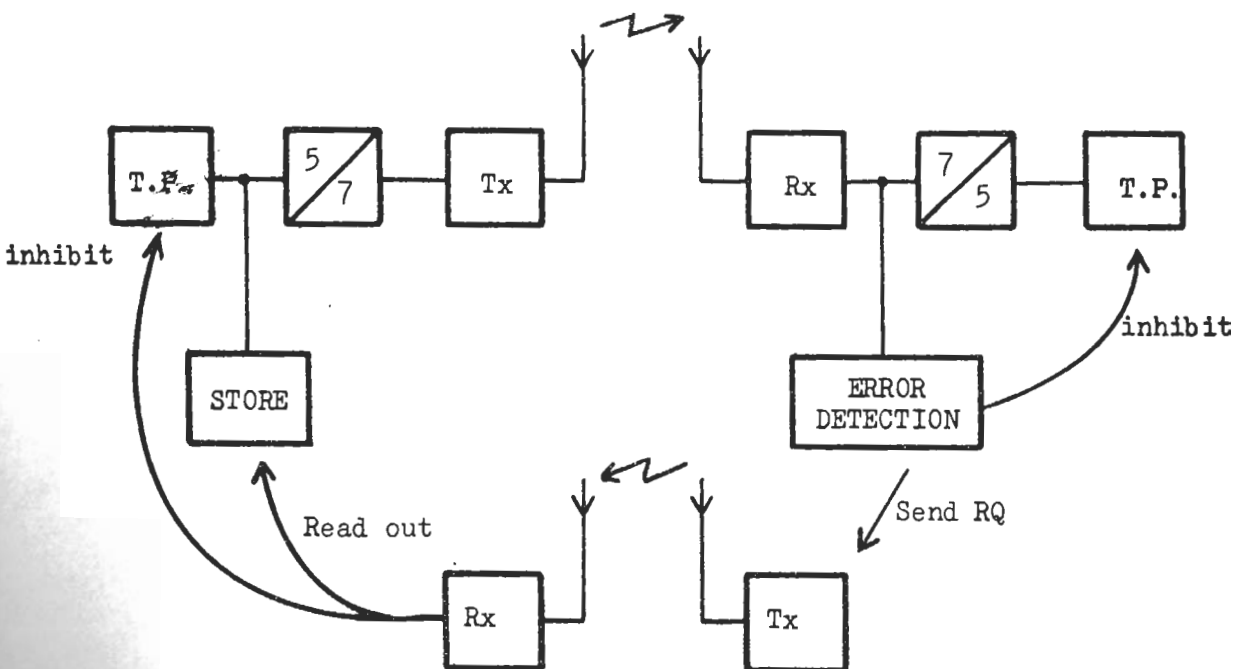 T.P.
5
7
Tx
Rx
7
5
T.P.
inhibit
inhibit
STORE
ERROR
DETECTION
Read out
Send RQ
Rx
Tx